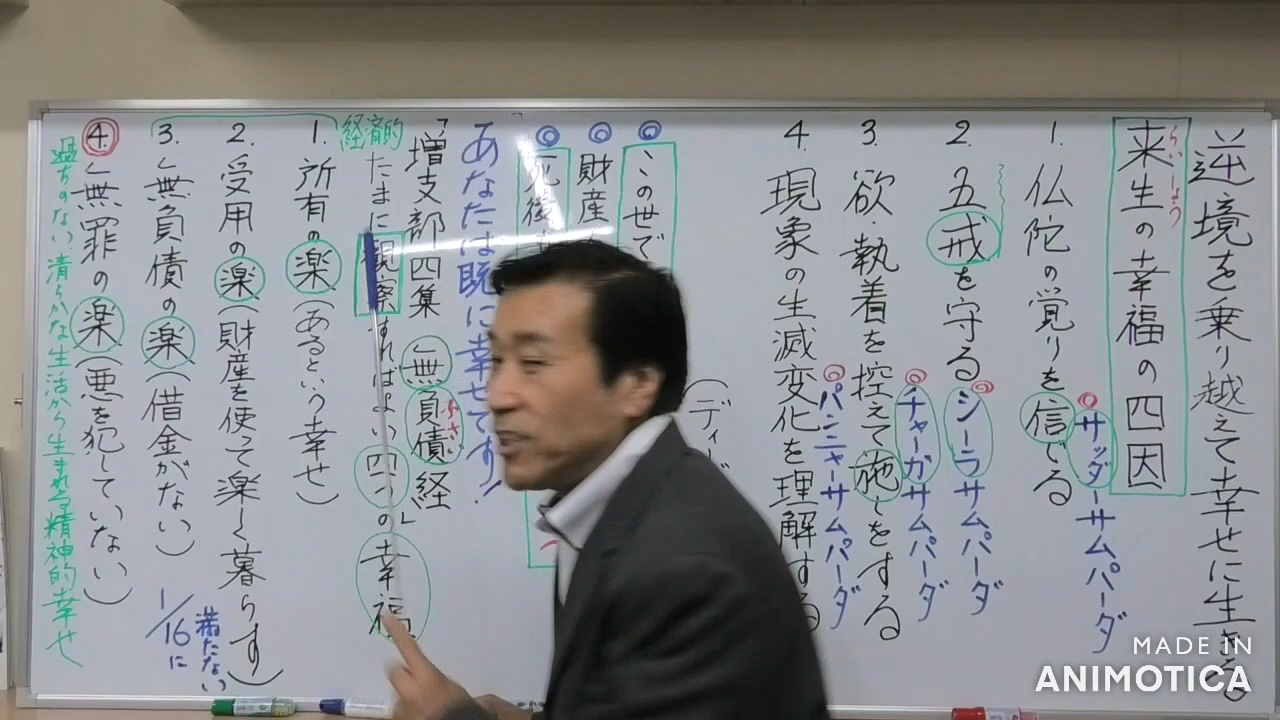 逆境を乗り越えて幸せに生きる
来生の幸福の四因
らいしょう
1. 仏陀の覚りを信じる
サッダーサムパーダ
2. 五戒を守る
シーラサムパーダ
3. 欲・執着を控えて施しをする
チャーガサムパーダ
4. 現象の生滅変化を理解する
パンニャーサムパーダ
◎この世で
◎財産
◎死後
あなたは既に幸せです!
「増支部四集 無負債経」
ふさい
たまに観察すればよい四つの幸福
経済的
1. 所有の楽(あるという幸せ)
2. 受用の楽(財産を使って楽しく暮らす)
3. 無負債の楽(借金がない)
1/16に
満たない
4. 無罪の楽(悪を犯していない)
過ちのない清らかな生活から生まれる精神的幸せ
MADE IN
ANIMOTICA